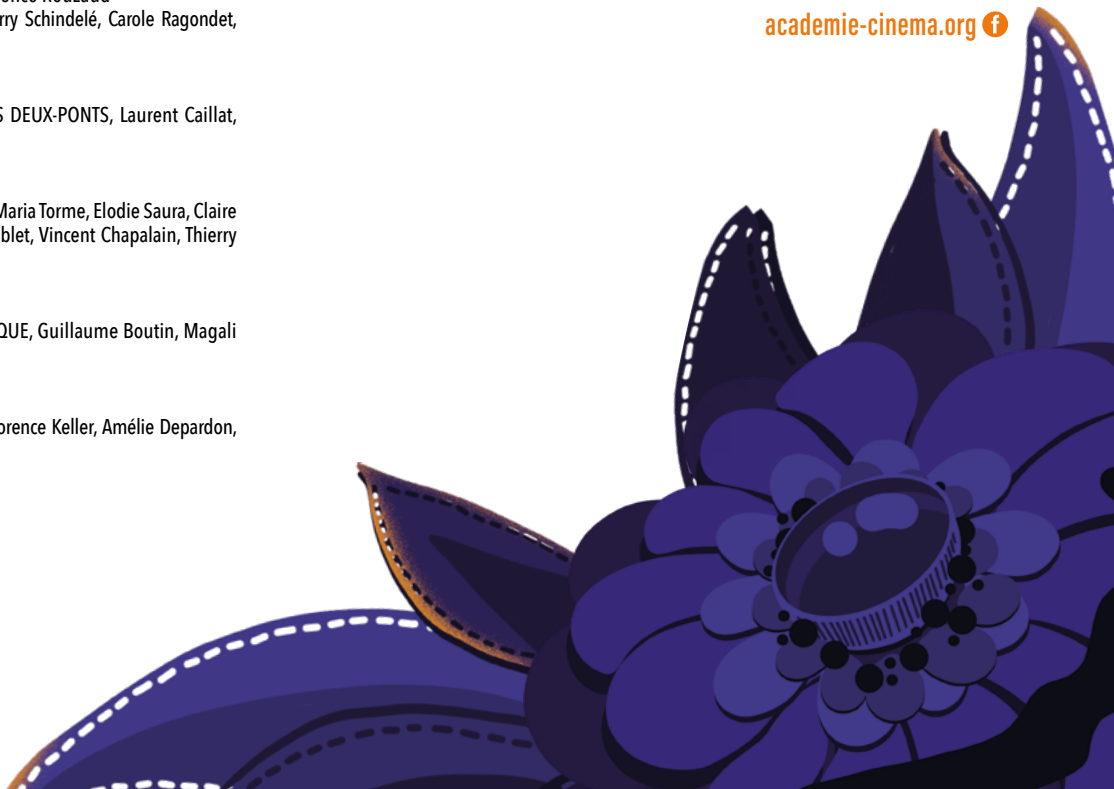 rry Schindelé, Carole Ragondet,
academie-cinema.org
S DEUX-PONTS, Laurent Caillat,
Maria Torme, Elodie Saura, Claire
blet, Vincent Chapalain, Thierry
QUE, Guillaume Boutin, Magali
orence Keller, Amélie Depardon,